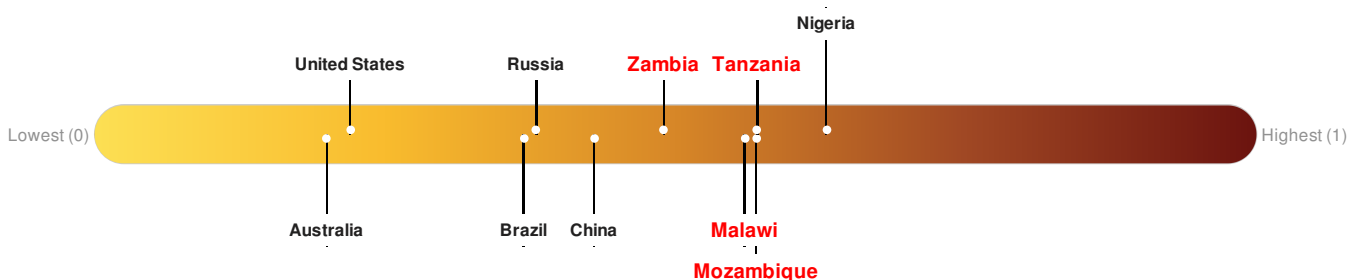 Nigeria
United States
Russia
Zambia
Tanzania
Lowest (0)
Highest (1)
Australia
Brazil
China
Malawi
Mozambique